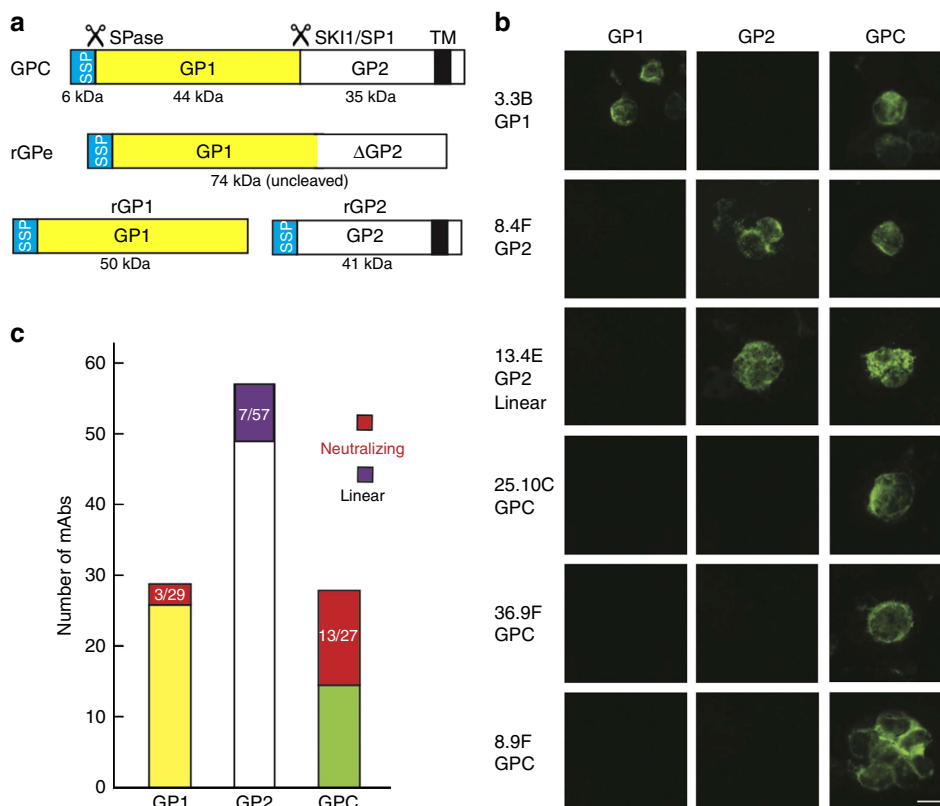 a
SPase
SKI1/SP1
TM
GPC
SSP
GP1
GP2
6 kDa
44 kDa
35 kDa
rGPe
SSP
GP1
ΔGP2
74 kDa (uncleaved)
rGP1
rGP2
SSP
GP1
SSP
GP2
50 kDa
41 kDa
b
GP1
GP2
GPC
3.3B
GP1
8.4F
GP2
13.4E
GP2
Linear
25.10C
GPC
36.9F
GPC
8.9F
GPC
c
Number of mAbs
60
50
40
30
20
10
0
3/29
7/57
13/27
Neutralizing
Linear
GP1
GP2
GPC